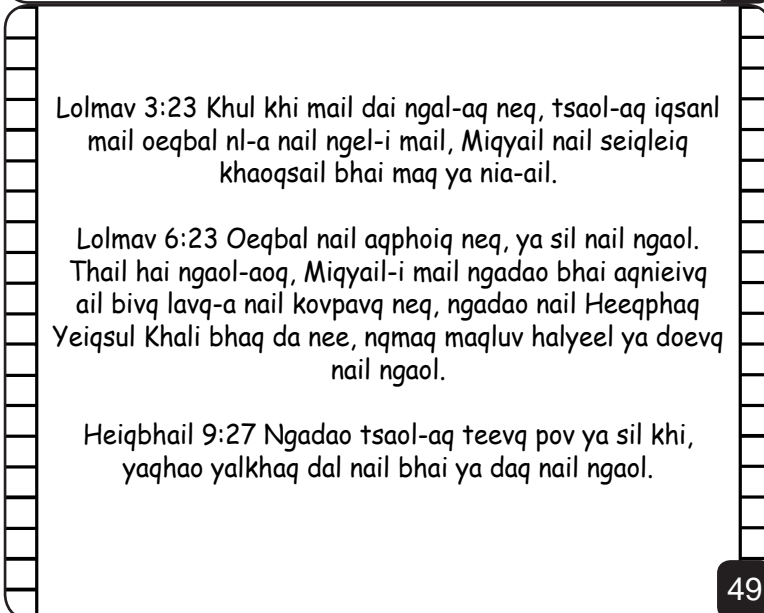 Lolmav 3:23 Khul khi mail dai ngal-aq neq, tsaol-aq iqsanl
mail oeqbal nl-a nail ngel-i mail, Miqyail nail seiqleiq
khaoqsail bhai maq ya nia-ail.
Lolmav 6:23 Oeqbal nail aqphoiq neq, ya sil nail ngaol.
Thail hai ngaol-aoq, Miqyail-i mail ngadao bhai aqnieivq
ail bivq lavq-a nail kovpavq neq, ngadao nail Heeqphaq
Yeiqsul Khali bhaq da nee, nqmaq maqluv halyeel ya doevq
nail ngaol.
Heiqbhail 9:27 Ngadao tsaol-aq teevq pov ya sil khi,
yaqhao yalkhaq dal nail bhai ya daq nail ngaol.
49